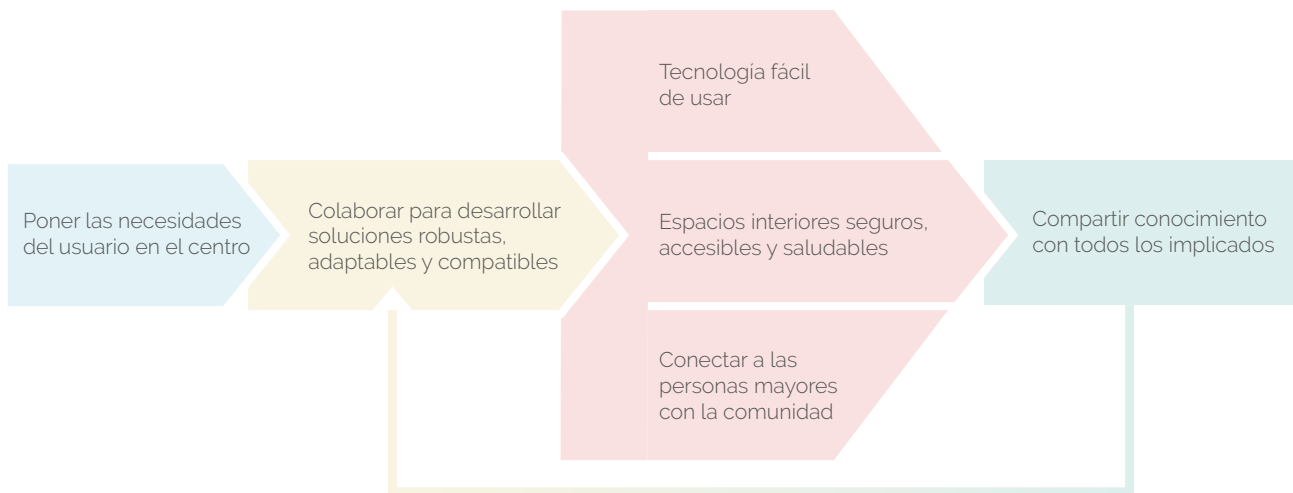 Poner las necesidades
del usuario en el centro
Colaborar para desarrollar
soluciones robustas,
adaptables y compatibles
Tecnología fácil
de usar
Espacios interiores seguros,
accesibles y saludables
Conectar a las
personas mayores
con la comunidad
Compartir conocimiento
con todos los implicados